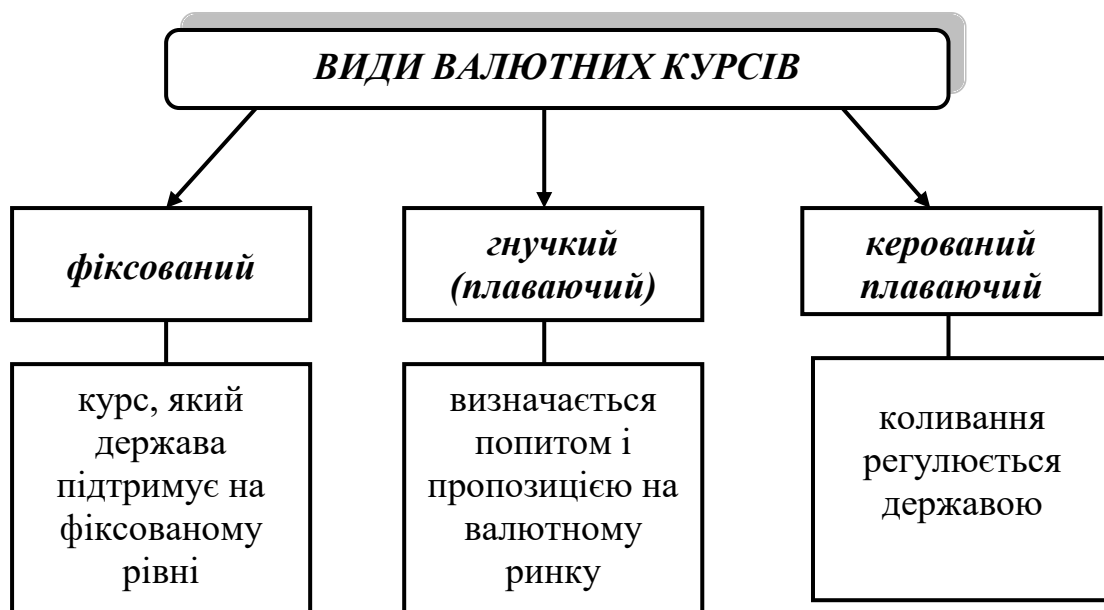 ВИДИ ВАЛЮТНИХ КУРСІВ
фіксований
гнучкий
(плаваючий)
керований
плаваючий
курс, який
держава
підтримує на
фіксованому
рівні
визначається
попитом і
пропозицією на
валютному
ринку
коливання
регулюється
державою